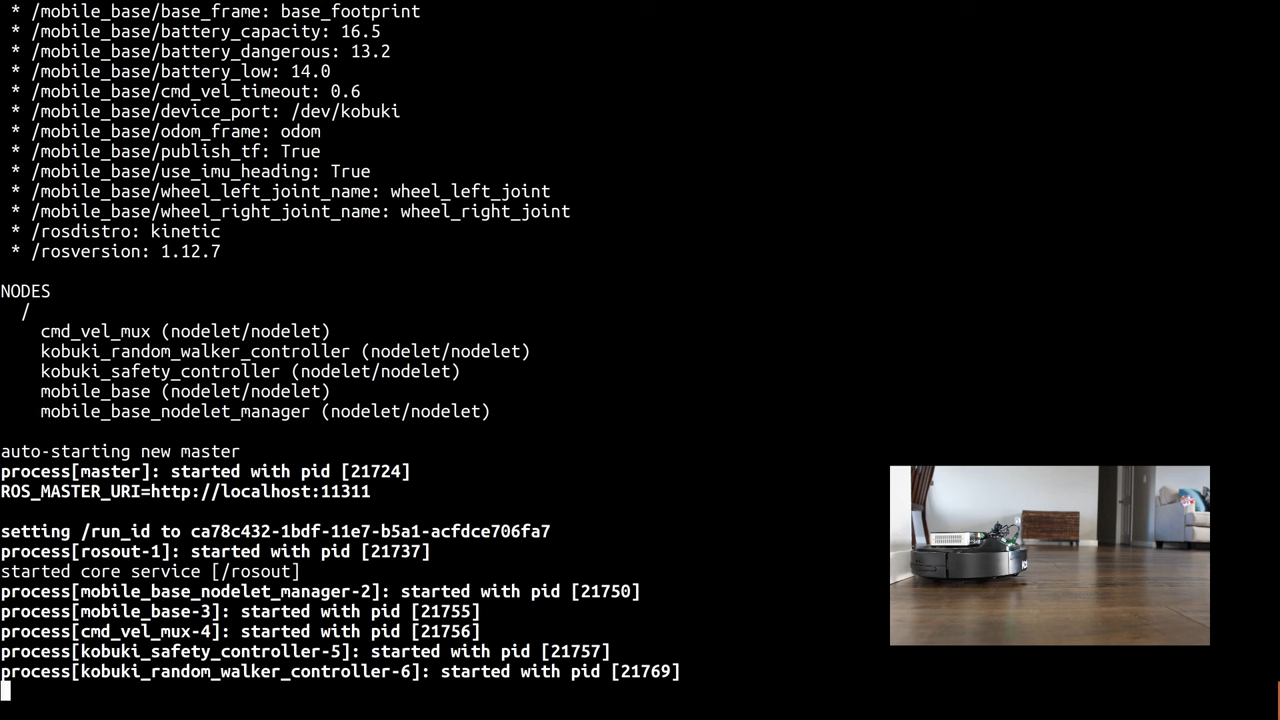 * /mobile_base/base_frame: base_footprint
* /mobile_base/battery_capacity: 16.5
* /mobile_base/battery_dangerous: 13.2
* /mobile_base/battery_low: 14.0
* /mobile_base/cmd_vel_timeout: 0.6
* /mobile_base/device_port: /dev/kobuki
* /mobile_base/odom_frame: odom
* /mobile_base/publish_tf: True
* /mobile_base/use_imu_heading: True
* /mobile_base/wheel_left_joint_name: wheel_left_joint
* /mobile_base/wheel_right_joint_name: wheel_right_joint
* /rosdistro: kinetic
* /rosversion: 1.12.7
NODES
/
cmd_vel_mux (nodelet/nodelet)
kobuki_random_walker_controller (nodelet/nodelet)
kobuki_safety_controller (nodelet/nodelet)
mobile_base (nodelet/nodelet)
mobile_base_nodelet_manager (nodelet/nodelet)
auto-starting new master
process[master]: started with pid [21724]
ROS_MASTER_URI=http://localhost:11311
setting /run_id to ca78c432-1bdf-11e7-b5a1-acfdce706fa7
process[rosout-1]: started with pid [21737]
started core service [/rosout]
process[mobile_base_nodelet_manager-2]: started with pid [21750]
process[mobile_base-3]: started with pid [21755]
process[cmd_vel_mux-4]: started with pid [21756]
process[kobuki_safety_controller-5]: started with pid [21757]
process[kobuki_random_walker_controller-6]: started with pid [21769]